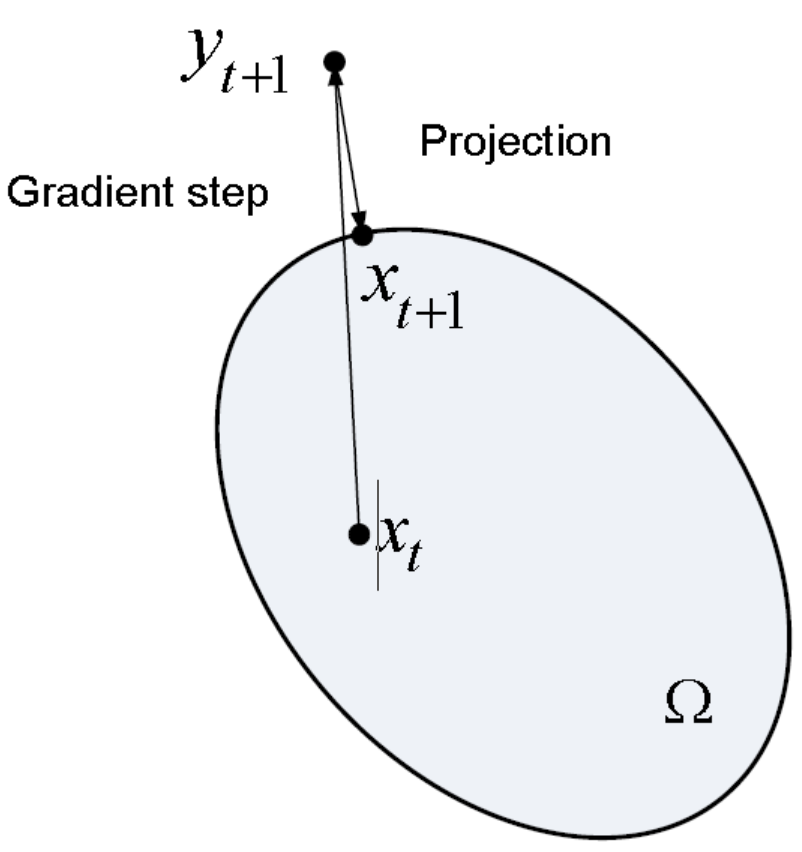 y_{t+1}
Projection
Gradient step
x_{t+1}
x_t
Ω